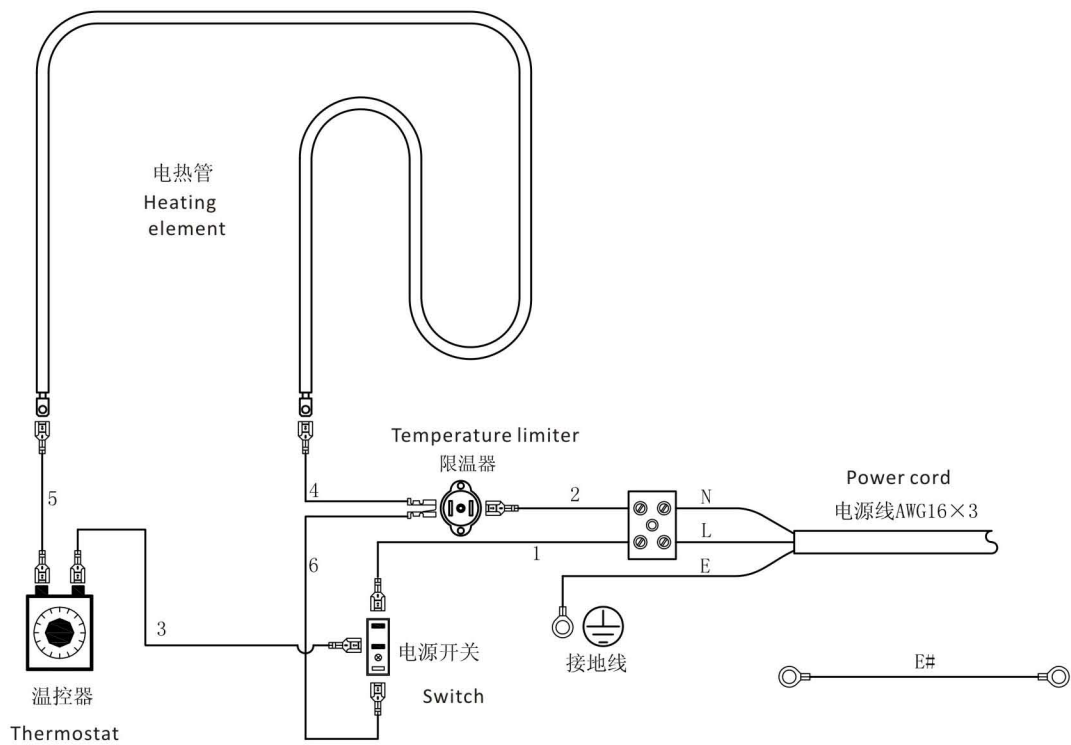 电热管
Heating
element
Temperature limiter
限温器
Power cord
电源线AWG16×3
5
4
2
N
L
1
E
6
3
电源开关
Switch
接地线
E#
温控器
Thermostat